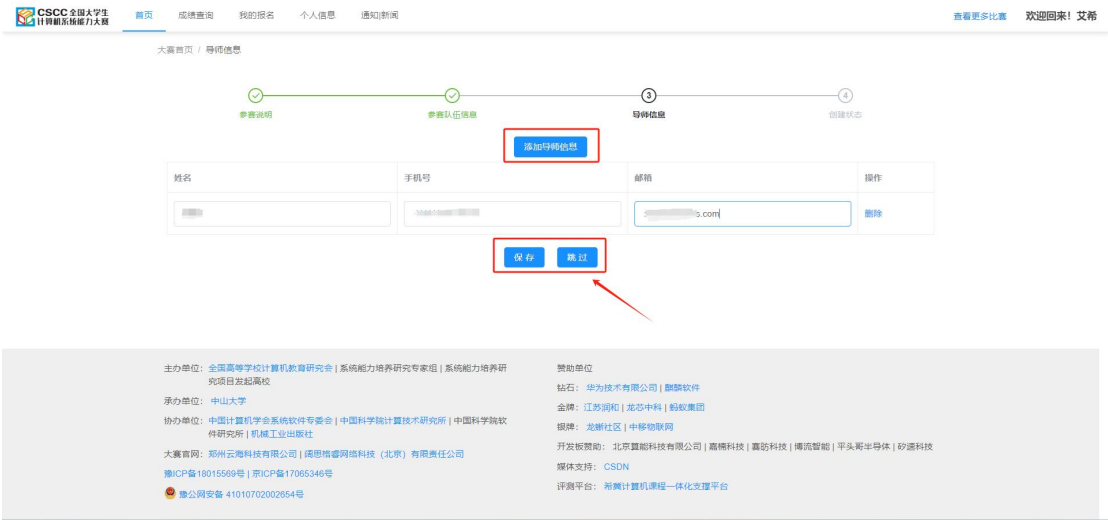 CSCC 全国大学生
计算机系统能力大赛
首页 成绩查询 我的报名 个人信息 通知|新闻 查看更多比赛 欢迎回来！艾希
大赛首页 / 导师信息
3 4
参赛说明 参赛队伍信息 导师信息 创建状态
添加导师信息
姓名 手机号 邮箱 操作
s.com 删除
保存 跳过
主办单位： 全国高等学校计算机教育研究会 | 系统能力培养研究专家组 | 系统能力培养研
究项目发起高校
承办单位： 中山大学
协办单位： 中国计算机学会系统软件专委会 | 中国科学院计算技术研究所 | 中国科学院软
件研究所 | 机械工业出版社
大赛官网： 郑州云海科技有限公司 | 阔思格睿网络科技（北京）有限责任公司
豫ICP备18015569号 | 京ICP备17065346号
豫公网安备 41010702002654号
赞助单位
钻石： 华为技术有限公司 | 麒麟软件
金牌： 江苏润和 | 龙芯中科 | 蚂蚁集团
银牌： 龙蜥社区 | 中移物联网
开发板赞助： 北京算能科技有限公司 | 嘉楠科技 | 赛昉科技 | 博流智能 | 平头哥半导体 | 矽速科技
媒体支持： CSDN
评测平台： 希冀计算机课程一体化支撑平台